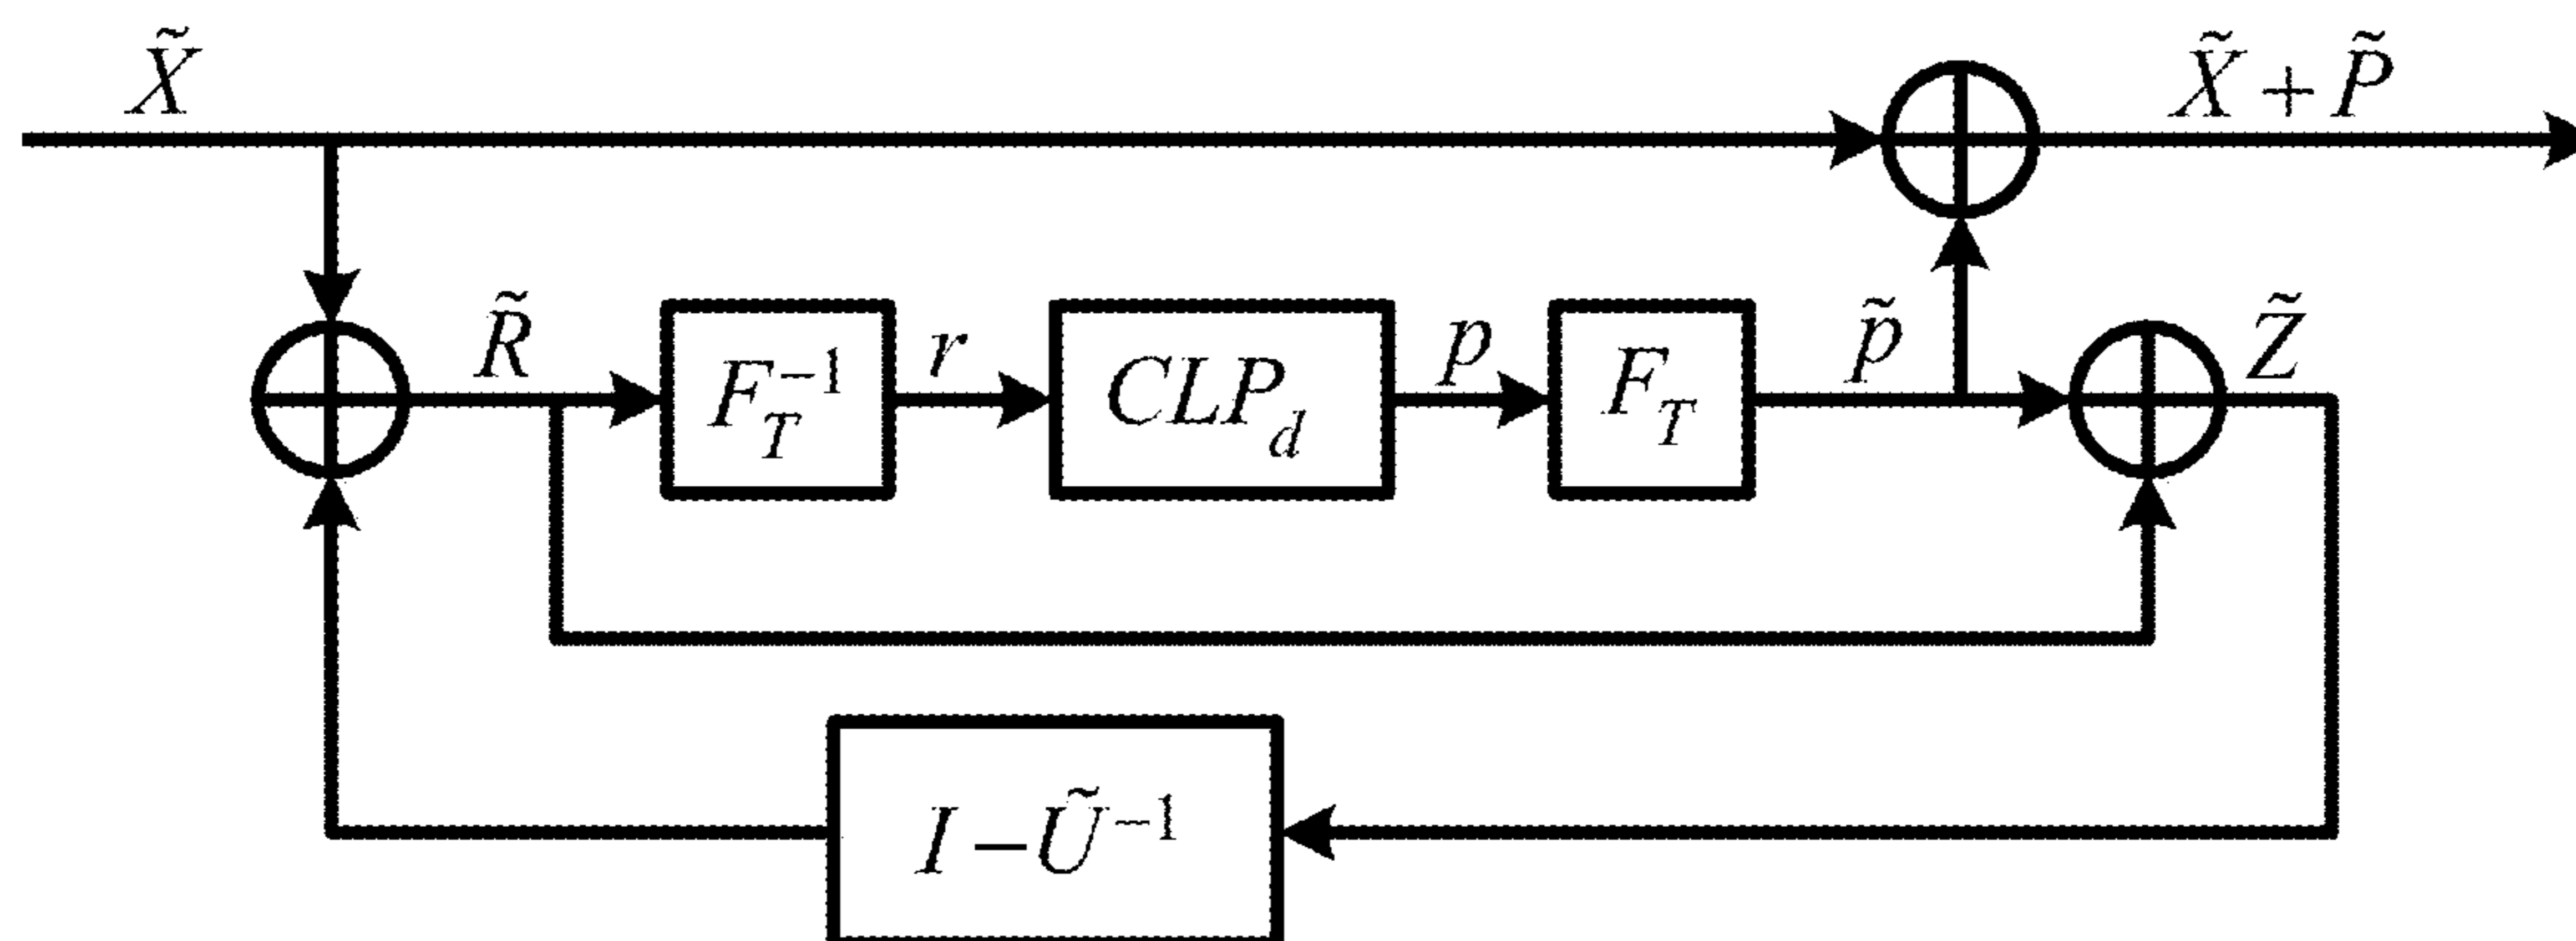 X̃
X̃ + P̃
R̃
F_T^{-1}
r
CLP_d
p
F_T
p̃
Z̃
I − Ũ^{-1}